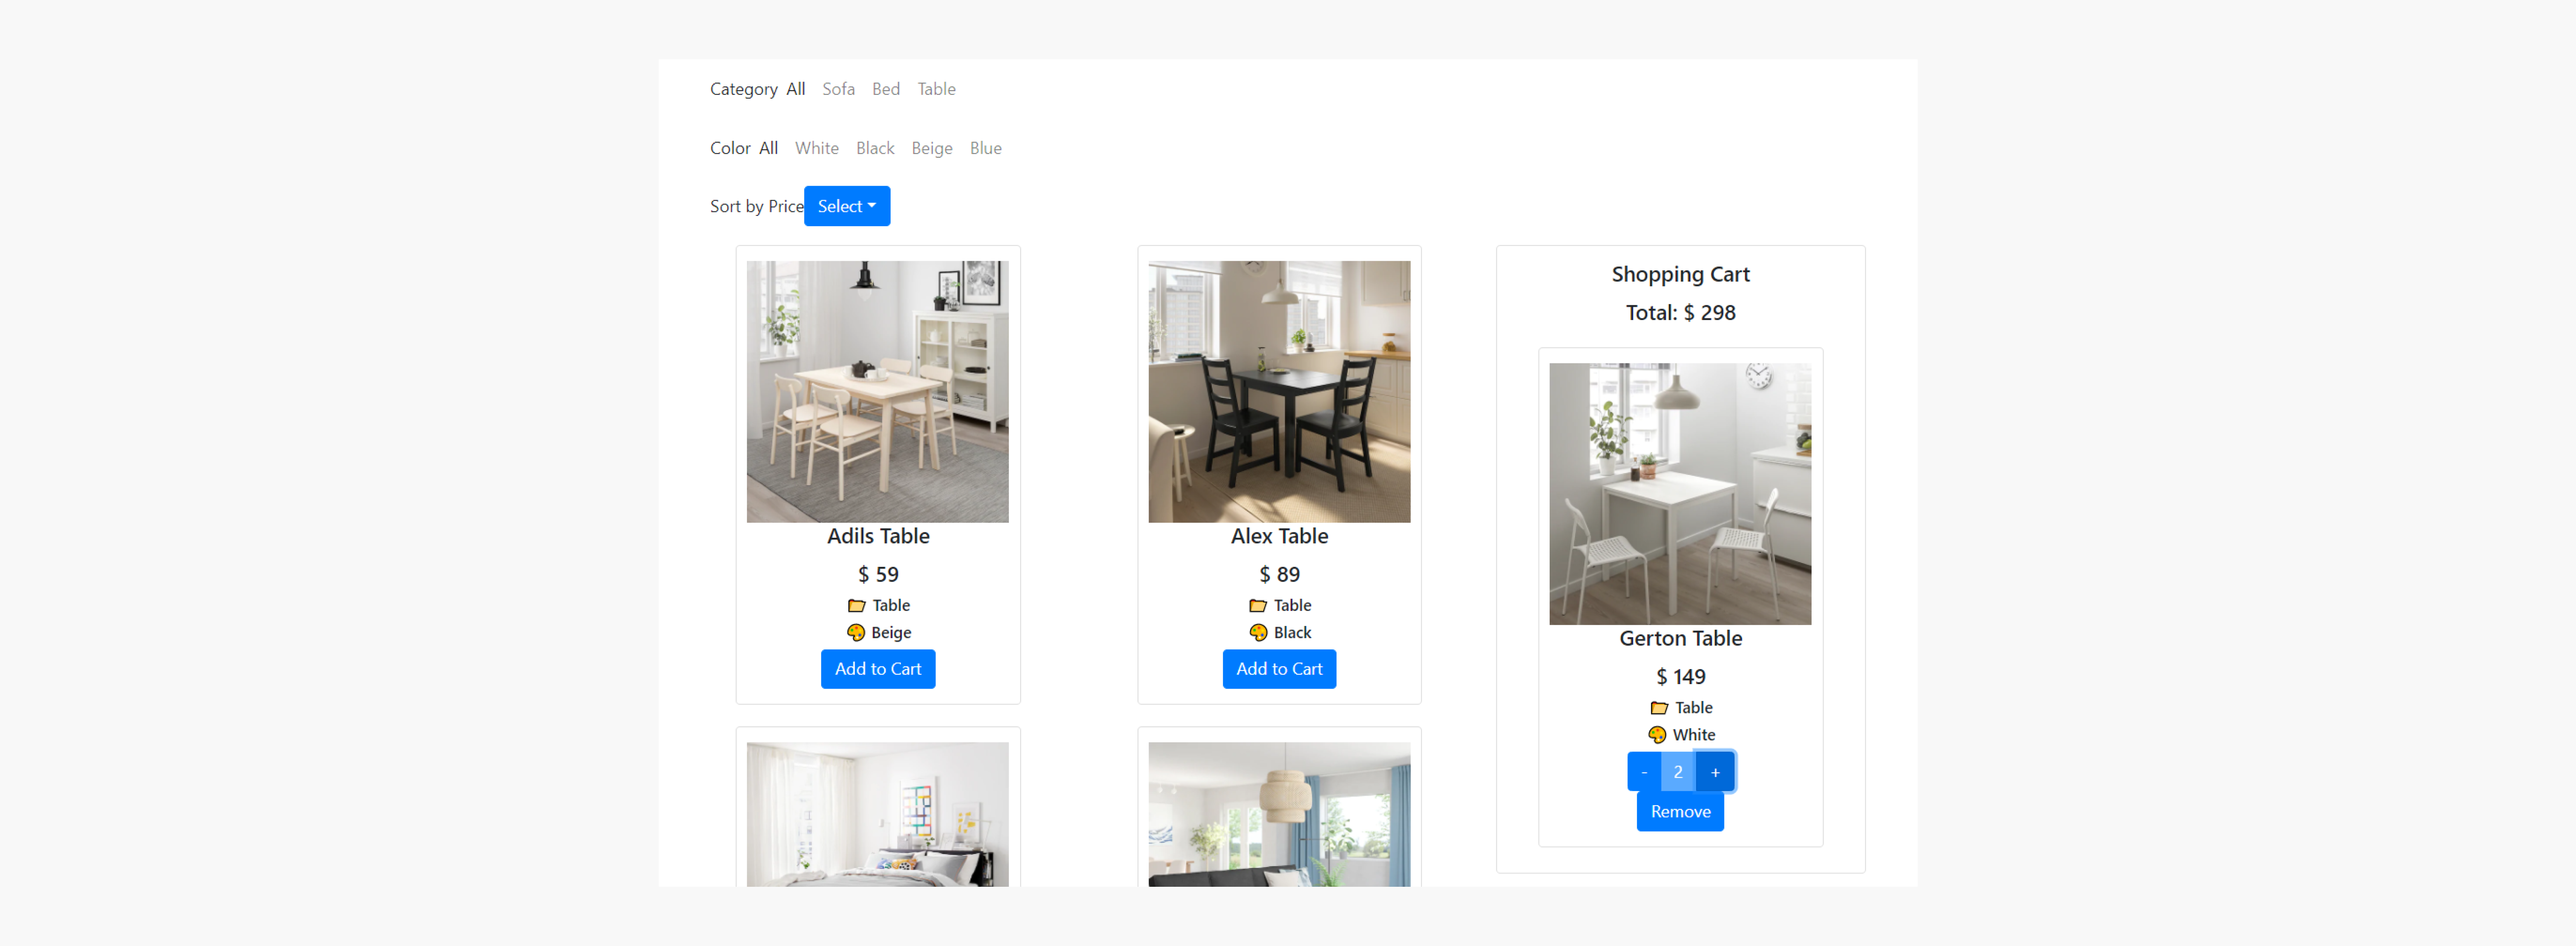 Category All Sofa Bed Table
Color All White Black Beige Blue
Sort by Price Select
Adils Table
$ 59
Table
Beige
Add to Cart
Alex Table
$ 89
Table
Black
Add to Cart
Shopping Cart
Total: $ 298
Gerton Table
$ 149
Table
White
- 2 +
Remove